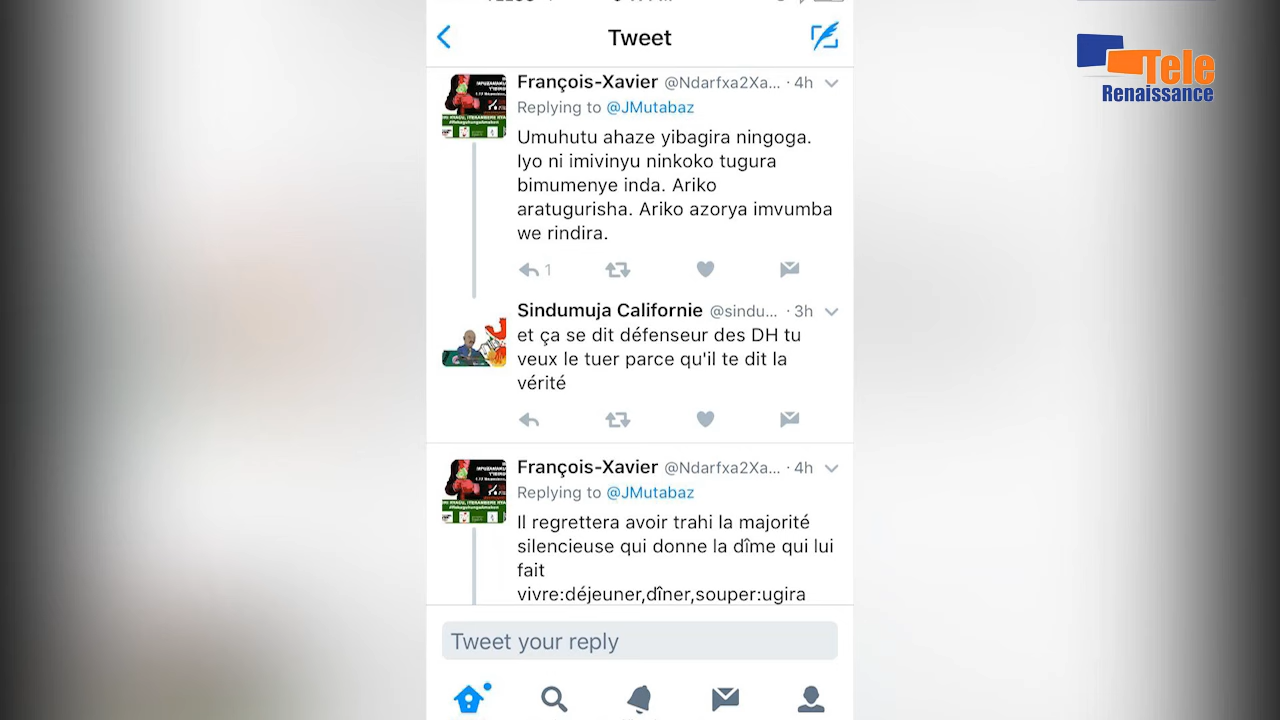 Tweet
Tele
Renaissance
François-Xavier @Ndarfxa2Xa... · 4h
Replying to @JMutabaz
Umuhutu ahaze yibagira ningoga.
Iyo ni imivinyu ninkoko tugura
bimumenye inda. Ariko
aratugurisha. Ariko azorya imvumba
we rindira.
1
Sindumuja Californie @sindu... · 3h
et ça se dit défenseur des DH tu
veux le tuer parce qu'il te dit la
vérité
François-Xavier @Ndarfxa2Xa... · 4h
Replying to @JMutabaz
Il regrettera avoir trahi la majorité
silencieuse qui donne la dîme qui lui
fait
vivre:déjeuner,dîner,souper:ugira
Tweet your reply